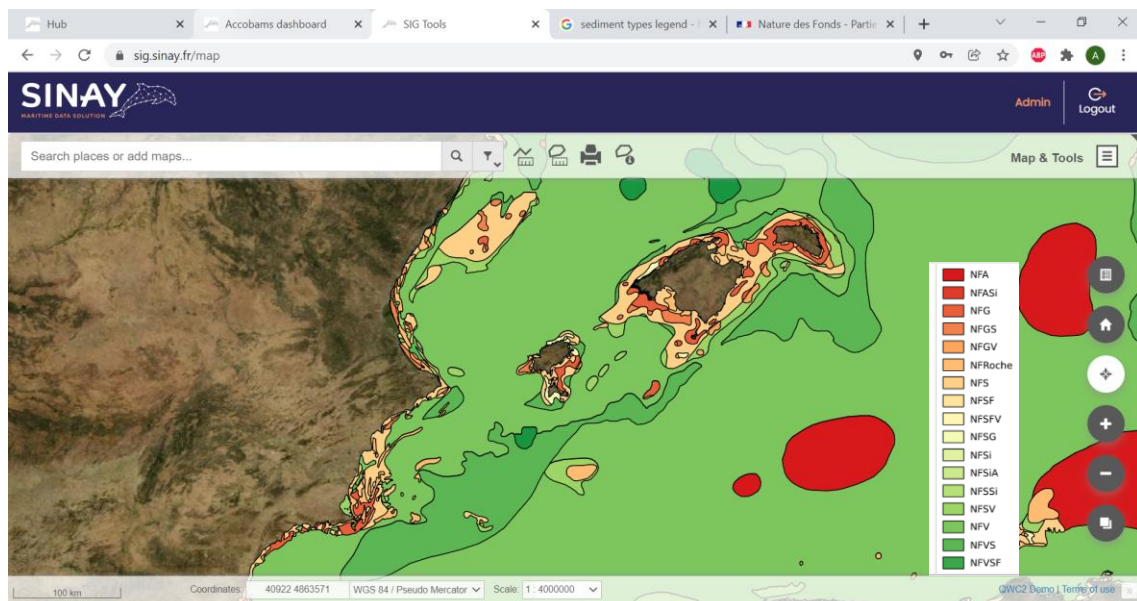 Hub
Accobams dashboard
SIG Tools
sediment types legend -
Nature des Fonds - Partie
sig.sinay.fr/map
ABP
A
SINAY
MARITIME DATA SOLUTION
Admin
Logout
Search places or add maps...
Map & Tools
NFA
NFASi
NFG
NFGS
NFGV
NFRoche
NFS
NFSF
NFSFV
NFSG
NFSi
NFSiA
NFSSi
NFSV
NFV
NFVS
NFVSF
100 km
Coordinates: 40922 4863571 WGS 84 / Pseudo Mercator Scale: 1 : 4000000
QWC2 Demo | Terms of use